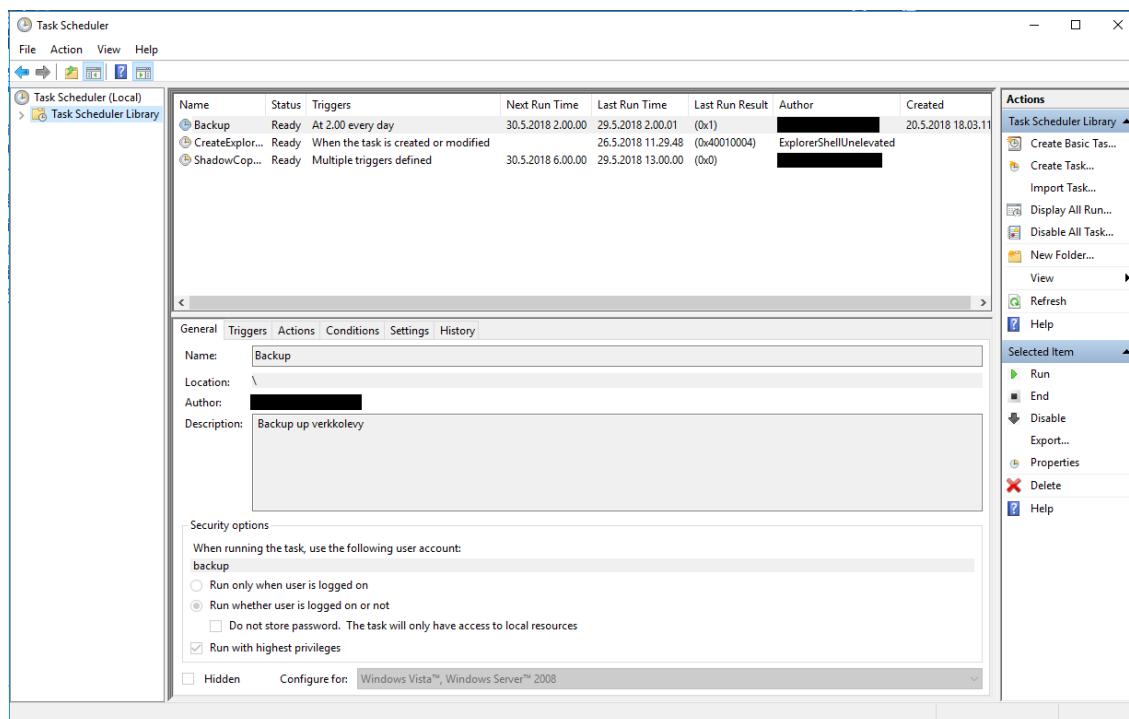 Task Scheduler
File Action View Help
Task Scheduler (Local)
Task Scheduler Library
Name Status Triggers Next Run Time Last Run Time Last Run Result Author Created
Backup Ready At 2.00 every day 30.5.2018 2.00.00 29.5.2018 2.00.01 (0x1) 20.5.2018 18.03.11
CreateExplor... Ready When the task is created or modified 26.5.2018 11.29.48 (0x40010004) ExplorerShellUnelevated
ShadowCop... Ready Multiple triggers defined 30.5.2018 6.00.00 29.5.2018 13.00.00 (0x0)
General Triggers Actions Conditions Settings History
Name: Backup
Location: \
Author:
Description: Backup up verkkolevy
Security options
When running the task, use the following user account:
backup
Run only when user is logged on
Run whether user is logged on or not
Do not store password. The task will only have access to local resources
Run with highest privileges
Hidden Configure for: Windows Vista™, Windows Server™ 2008
Actions
Task Scheduler Library
Create Basic Tas...
Create Task...
Import Task...
Display All Run...
Disable All Task...
New Folder...
View
Refresh
Help
Selected Item
Run
End
Disable
Export...
Properties
Delete
Help